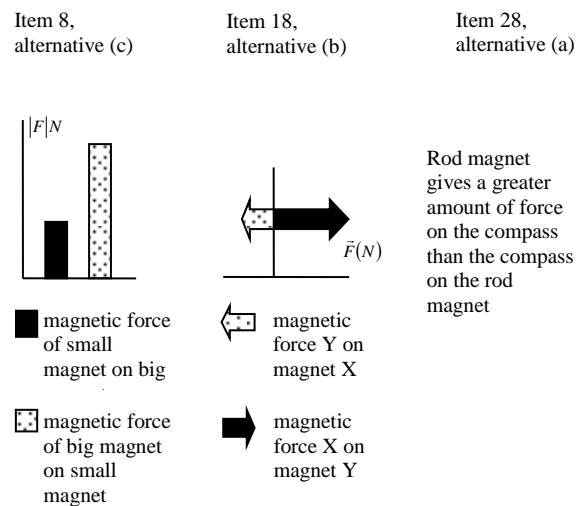 Item 8,
alternative (c)
Item 18,
alternative (b)
Item 28,
alternative (a)
|F|N
F⃗(N)
Rod magnet
gives a greater
amount of force
on the compass
than the compass
on the rod
magnet
magnetic force
of small
magnet on big
magnetic
force Y on
magnet X
magnetic force
of big magnet
on small
magnet
magnetic
force X on
magnet Y